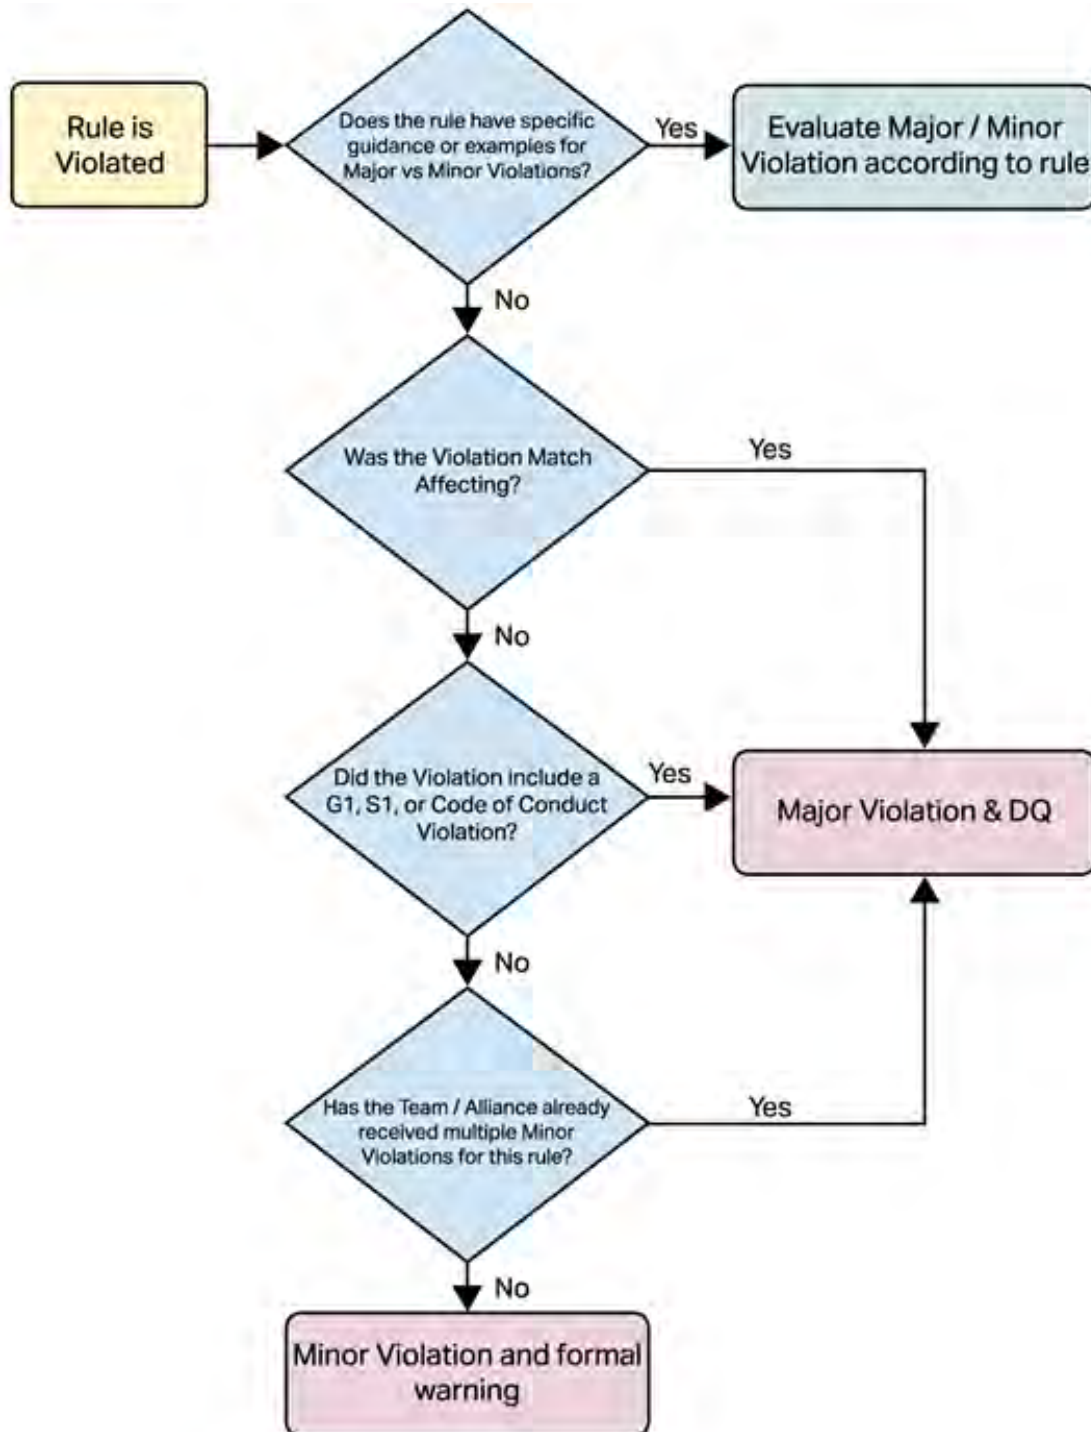 Rule is
Violated
Does the rule have specific
guidance or examples for
Major vs Minor Violations?
Yes
Evaluate Major / Minor
Violation according to rule
No
Was the Violation Match
Affecting?
Yes
No
Did the Violation include a
G1, S1, or Code of Conduct
Violation?
Yes
Major Violation & DQ
No
Has the Team / Alliance already
received multiple Minor
Violations for this rule?
Yes
No
Minor Violation and formal
warning